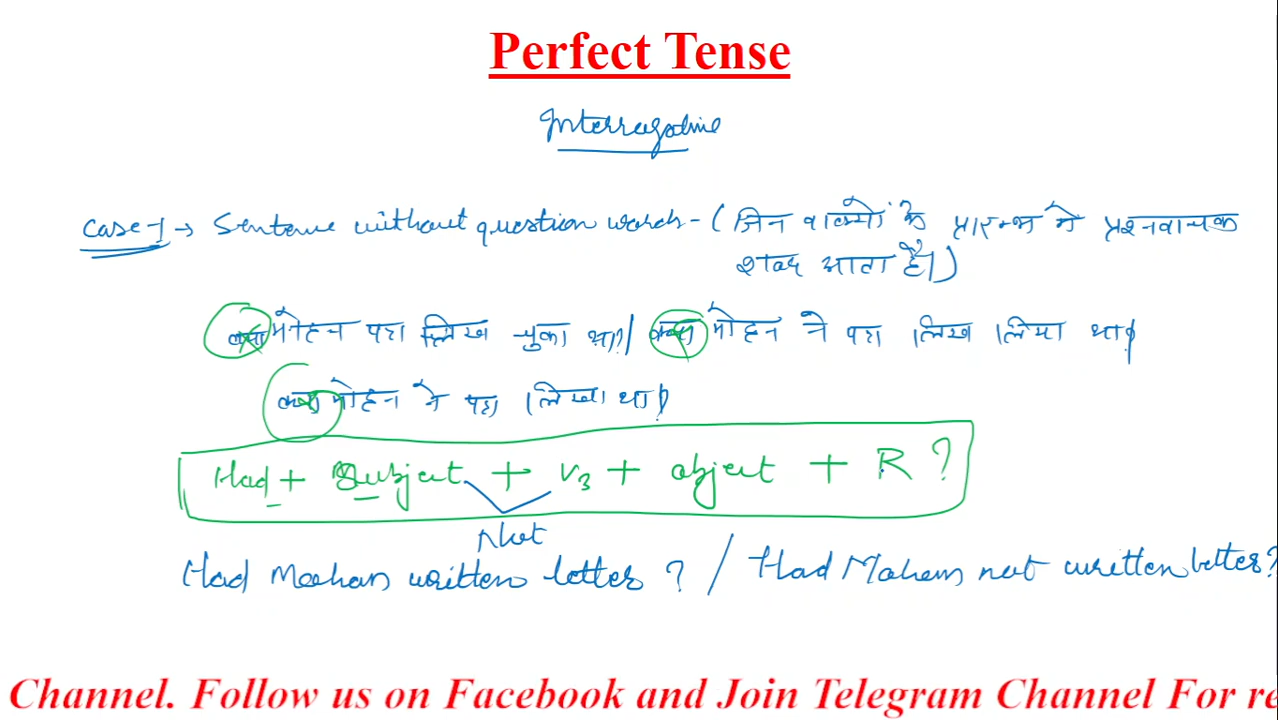 Perfect Tense
Interrogative
Case-1 → Sentence without question words - ( जिन वाक्यों के प्रारम्भ में प्रश्नवाचक
शब्द आता है। )
क्या मोहन पत्र लिख चुका था? / क्या मोहन ने पत्र लिख लिया था?
क्या मोहन ने पत्र लिखा था?
Had + Subject + V3 + object + R ?
Not
Had Mohan written letter ? / Had Mohan not written letter?
Channel. Follow us on Facebook and Join Telegram Channel For re